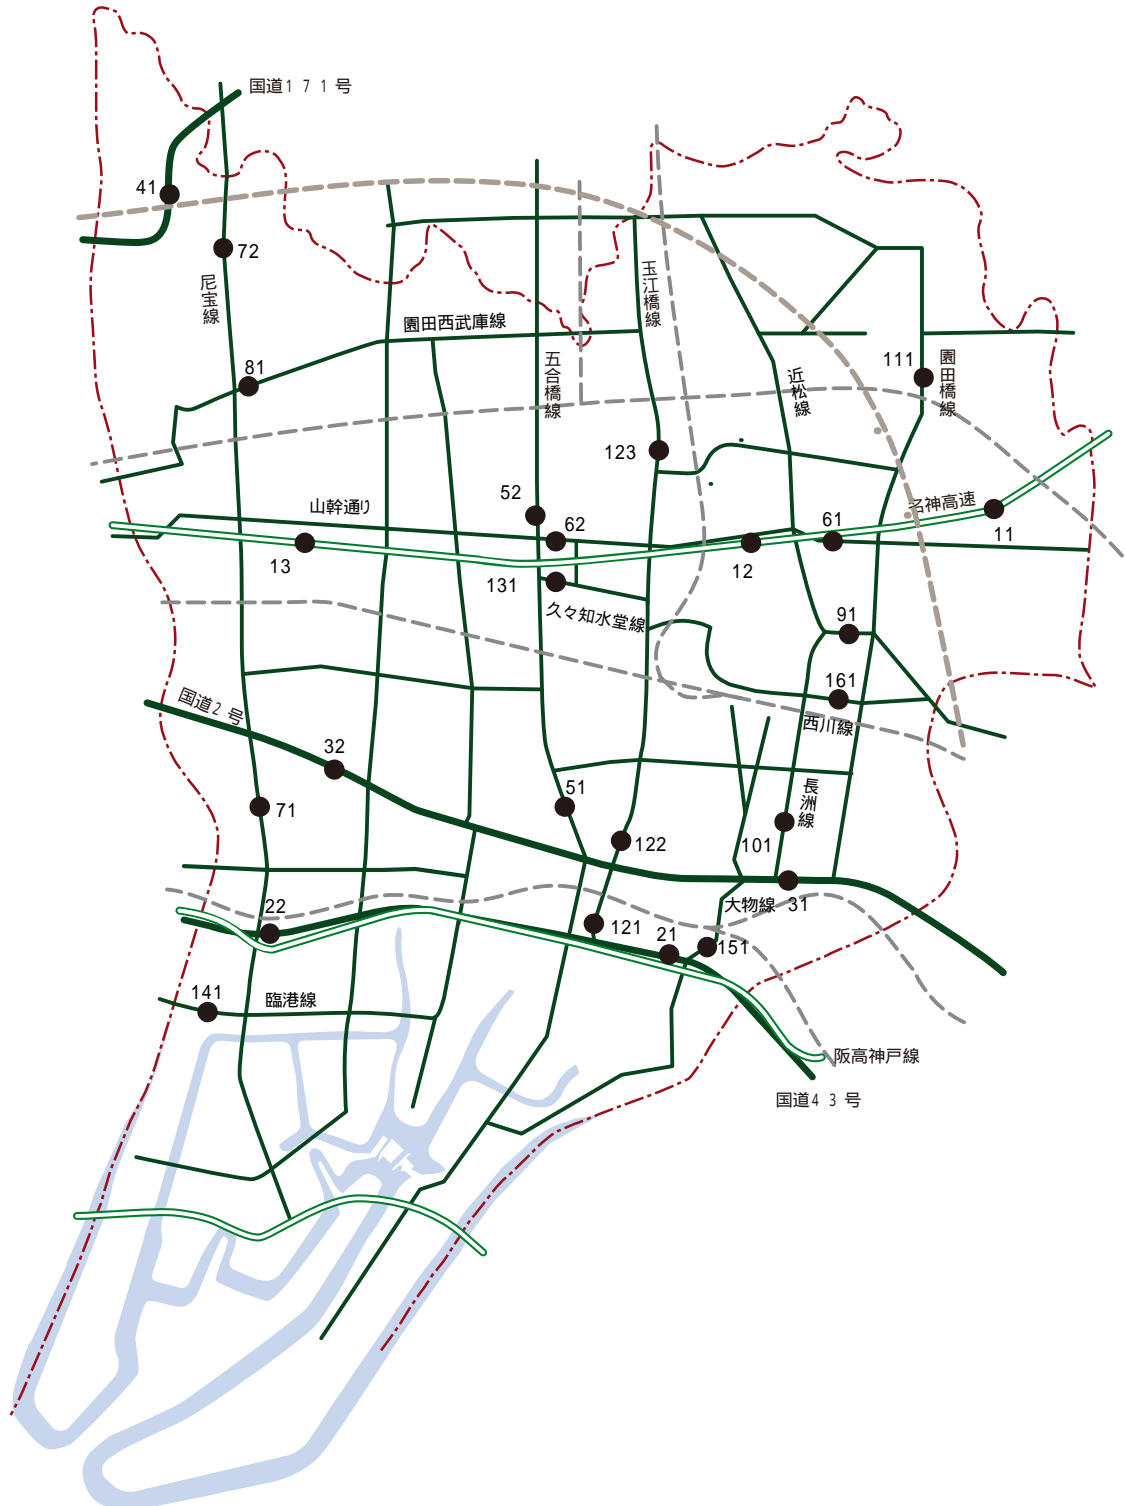 国道171号
41
72
尼宝線
玉江橋線
園田西武庫線
81
五合橋線
近松線
111
園田橋線
123
52
山幹通り
62
61
名神高速
11
13
12
131
久々知水堂線
91
161
国道2号
西川線
32
71
51
長洲線
122
101
22
大物線
31
121
21
151
141
臨港線
阪高神戸線
国道43号